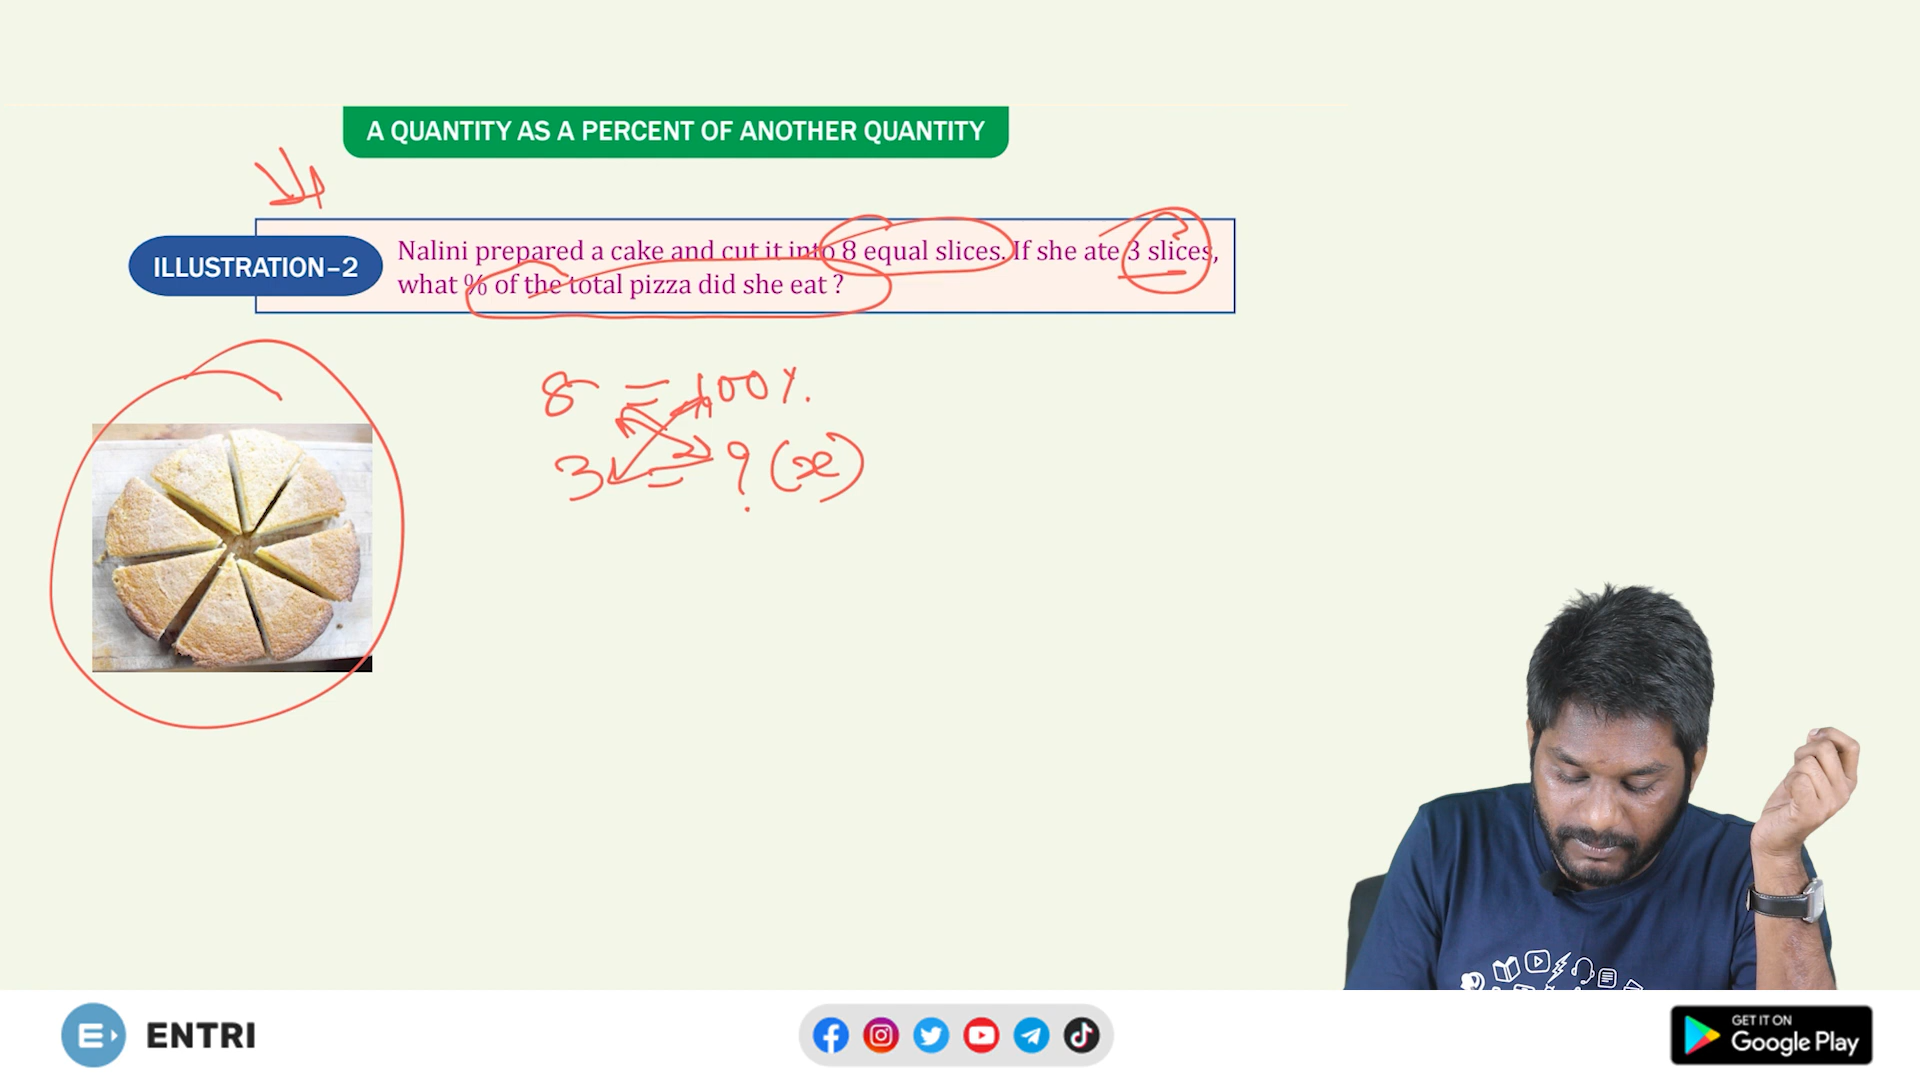 A QUANTITY AS A PERCENT OF ANOTHER QUANTITY
ILLUSTRATION–2
Nalini prepared a cake and cut it into 8 equal slices. If she ate 3 slices,
what % of the total pizza did she eat ?
8 = 100%.
3 = ? (x)
ENTRI
GET IT ON
Google Play